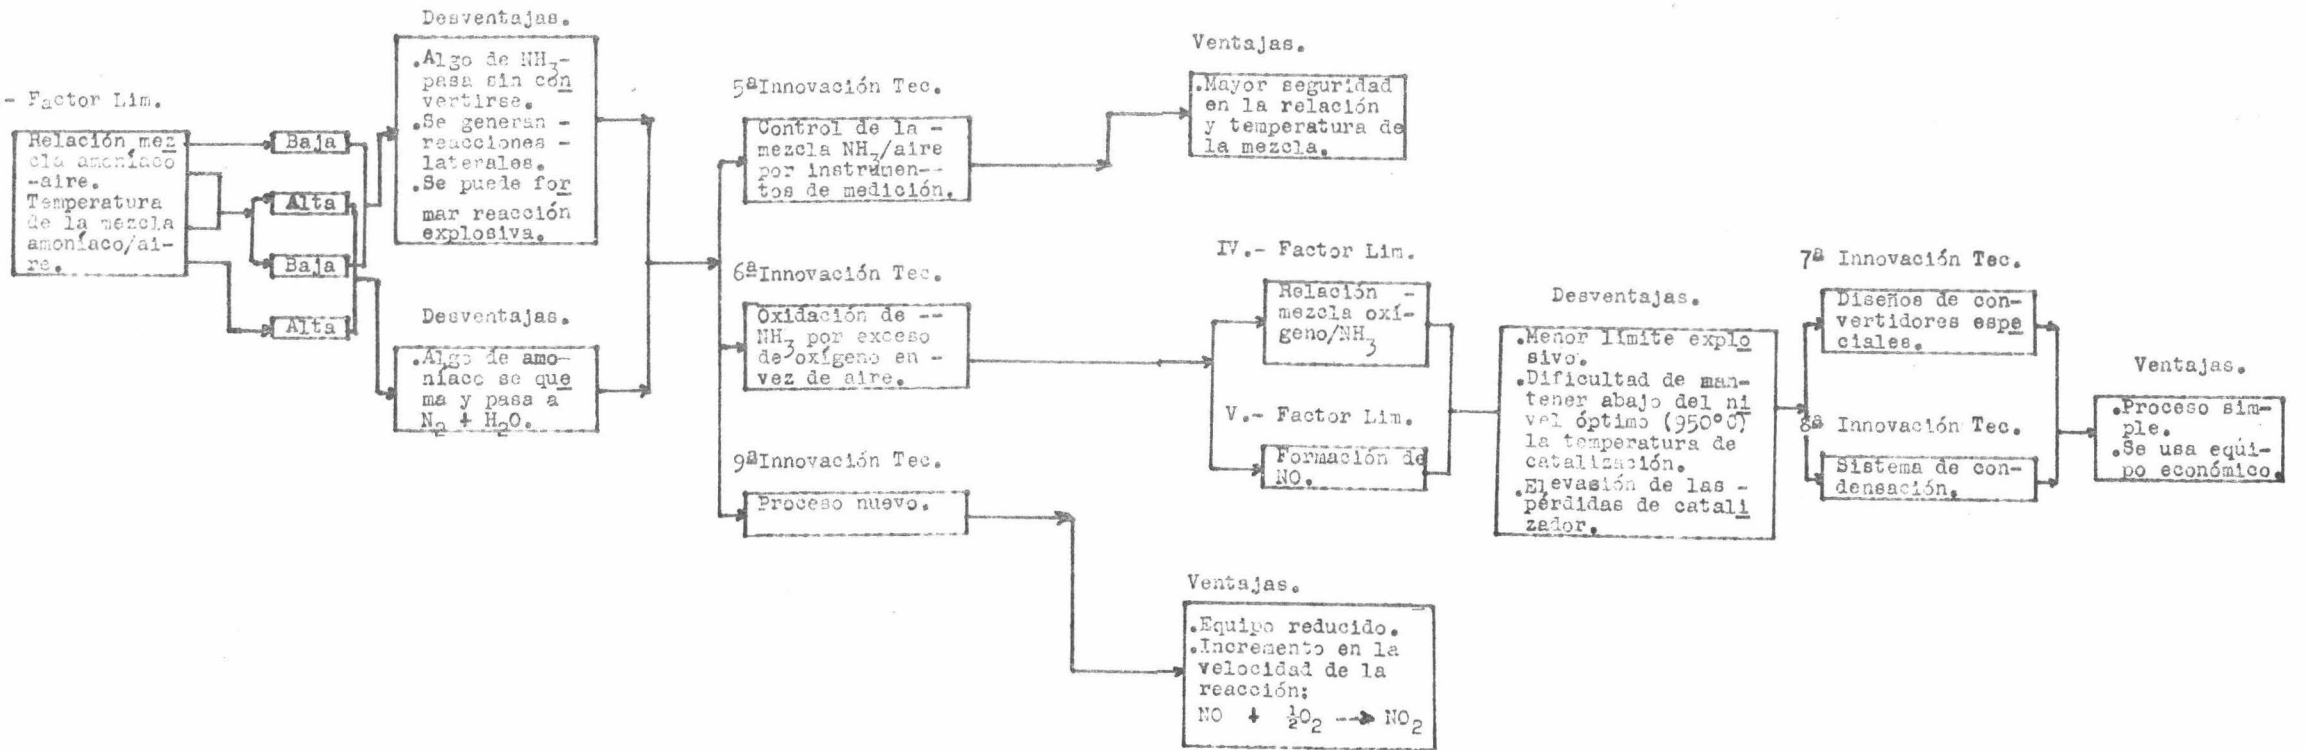 - Factor Lim.
Relación mez
cla amoníaco
-aire.
Temperatura
de la mezcla
amoníaco/ai-
re.
Baja
Alta
Baja
Alta
Desventajas.
.Algo de NH3-
pasa sin con
vertirse.
.Se generan -
reacciones -
laterales.
.Se puede for
mar reacción
explosiva.
Desventajas.
.Algo de amo-
níaco se que
ma y pasa a
N2 + H2O.
5ªInnovación Tec.
Control de la -
mezcla NH3/aire
por instrumen--
tos de medición.
Ventajas.
.Mayor seguridad
en la relación
y temperatura de
la mezcla.
6ªInnovación Tec.
Oxidación de --
NH3 por exceso
de oxígeno en -
vez de aire.
IV.- Factor Lim.
Relación -
mezcla oxí-
geno/NH3
V.- Factor Lim.
Formación de
NO.
Desventajas.
.Menor límite explo
sivo.
.Dificultad de man-
tener abajo del ni
vel óptimo (950°C)
la temperatura de
catalización.
.Elevasión de las -
pérdidas de catali
zador.
7ª Innovación Tec.
Diseños de con-
vertidores espe
ciales.
8ª Innovación Tec.
Sistema de con-
densación.
Ventajas.
.Proceso sim-
ple.
.Se usa equi-
po económico.
9ªInnovación Tec.
Proceso nuevo.
Ventajas.
.Equipo reducido.
.Incremento en la
velocidad de la
reacción:
NO + ½O2 --→ NO2